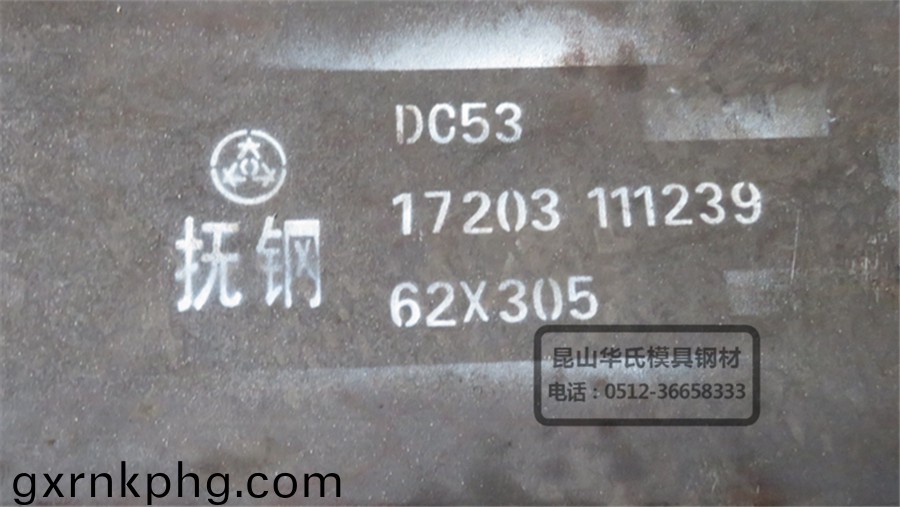 DC53
17203 111239
抚钢
62X305
昆山华氏模具钢材
电话：0512-36658333
gxrnkphg.com